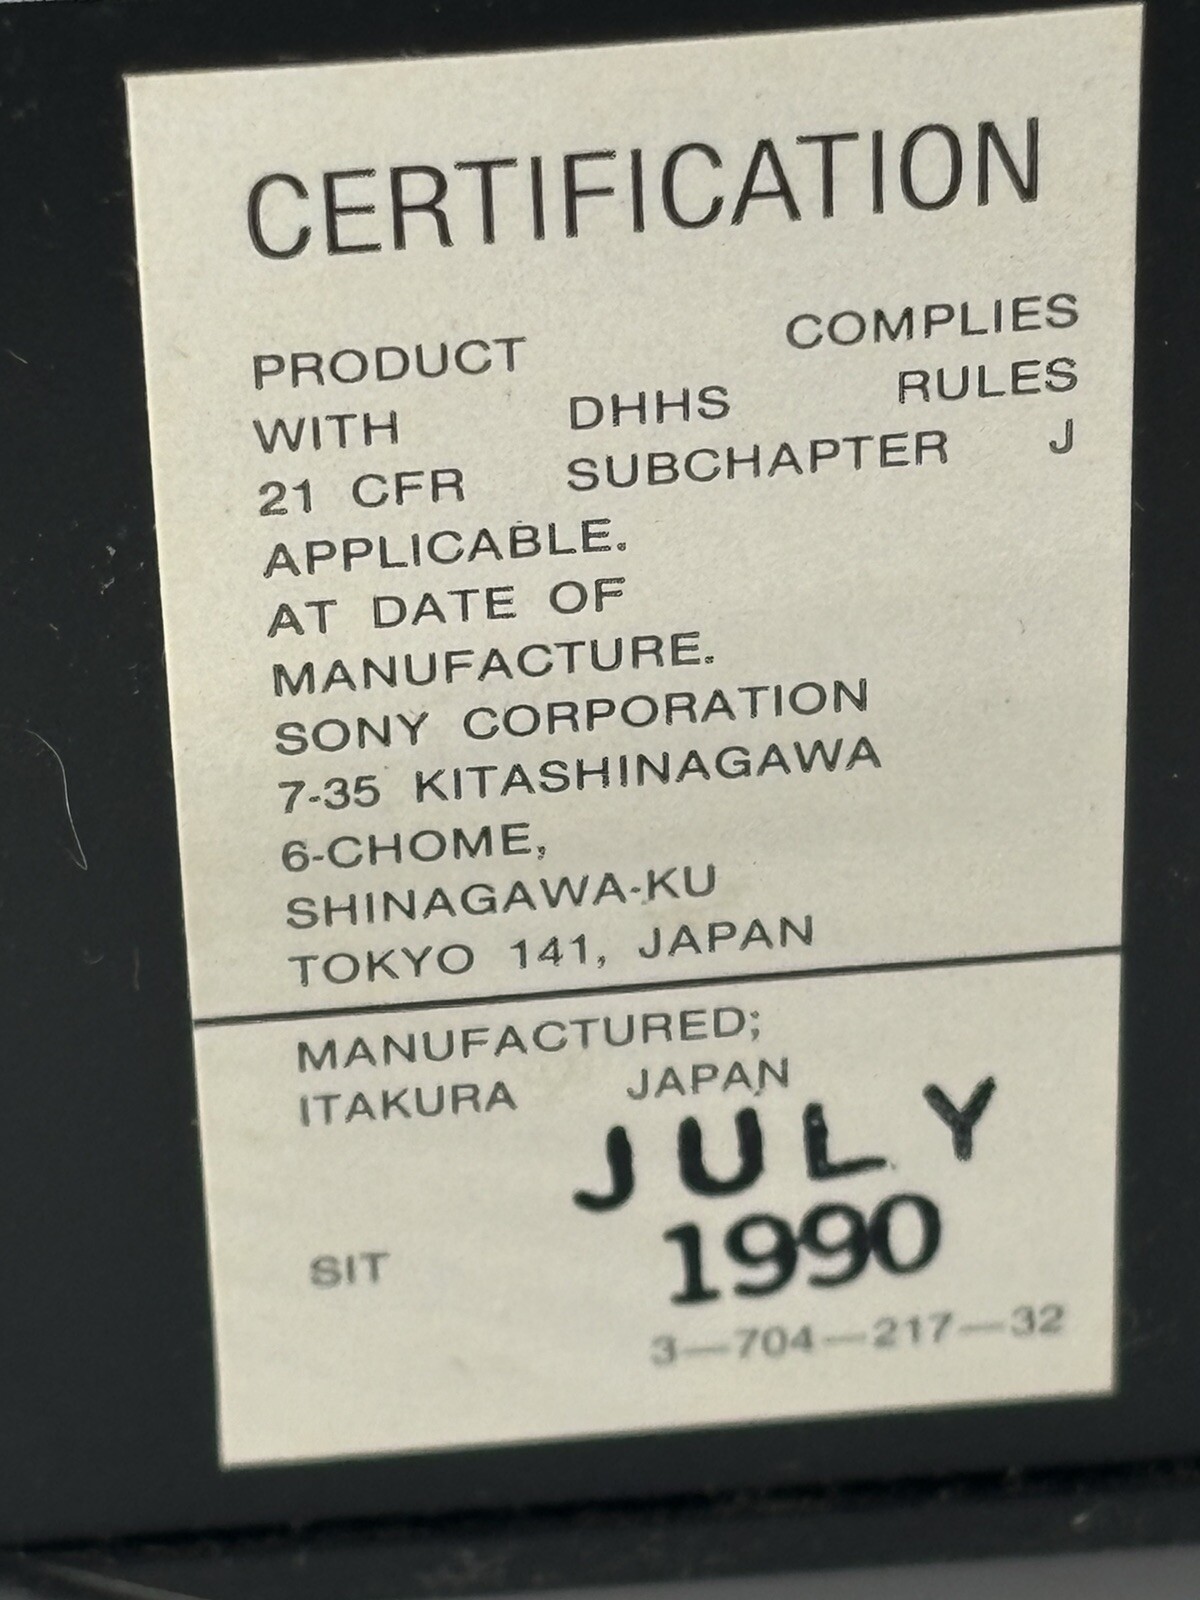 CERTIFICATION
PRODUCT COMPLIES
WITH DHHS RULES
21 CFR SUBCHAPTER J
APPLICABLE.
AT DATE OF
MANUFACTURE.
SONY CORPORATION
7-35 KITASHINAGAWA
6-CHOME,
SHINAGAWA-KU
TOKYO 141, JAPAN
MANUFACTURED;
ITAKURA JAPAN
JULY
1990
SIT
3—704—217—32